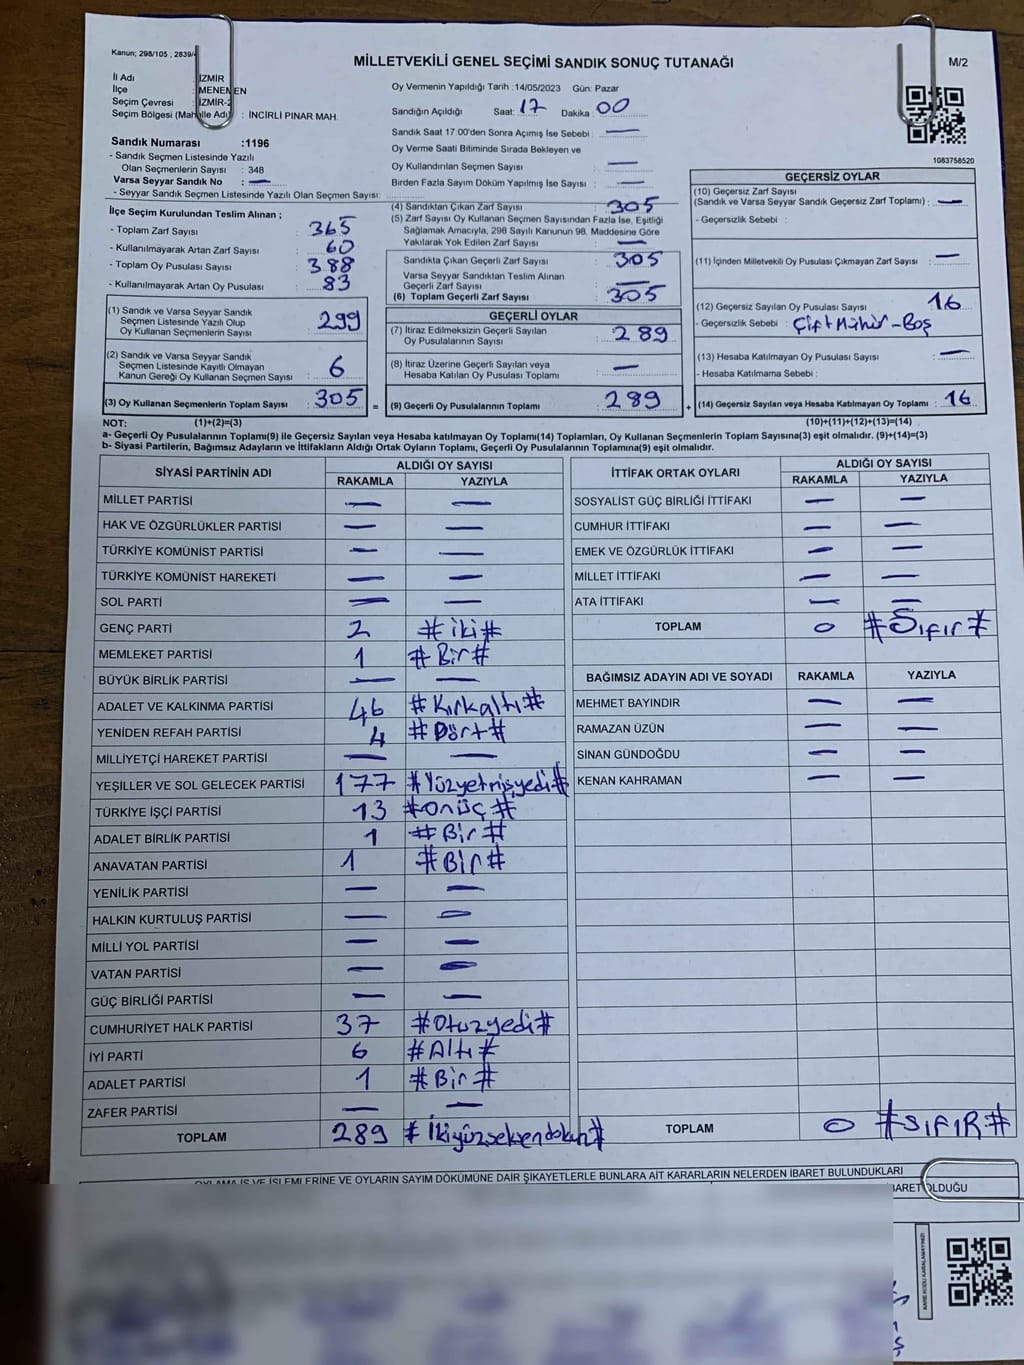 Kanun; 298/105 , 2839/4
MİLLETVEKİLİ GENEL SEÇİMİ SANDIK SONUÇ TUTANAĞI
M/2
İl Adı : İZMİR
İlçe : MENEMEN
Seçim Çevresi : İZMİR-2
Seçim Bölgesi (Mahalle Adı) : İNCİRLİ PINAR MAH.
Oy Vermenin Yapıldığı Tarih : 14/05/2023 Gün: Pazar
Sandığın Açıldığı Saat: 17 Dakika: 00
Sandık Saat 17:00'den Sonra Açımış İse Sebebi : —
Oy Verme Saati Bitiminde Sırada Bekleyen ve
Oy Kullandırılan Seçmen Sayısı : —
Birden Fazla Sayım Döküm Yapılmış İse Sayısı : —
1083758520
Sandık Numarası :1196
- Sandık Seçmen Listesinde Yazılı
Olan Seçmenlerin Sayısı : 348
Varsa Seyyar Sandık No : —
- Seyyar Sandık Seçmen Listesinde Yazılı Olan Seçmen Sayısı:
İlçe Seçim Kurulundan Teslim Alınan ;
- Toplam Zarf Sayısı : 365
- Kullanılmayarak Artan Zarf Sayısı : 60
- Toplam Oy Pusulası Sayısı : 388
- Kullanılmayarak Artan Oy Pusulası : 83
(1) Sandık ve Varsa Seyyar Sandık
Seçmen Listesinde Yazılı Olup
Oy Kullanan Seçmenlerin Sayısı : 299
(2) Sandık ve Varsa Seyyar Sandık
Seçmen Listesinde Kayıtlı Olmayan
Kanun Gereği Oy Kullanan Seçmen Sayısı : 6
(3) Oy Kullanan Seçmenlerin Toplam Sayısı : 305 =
(4) Sandıktan Çıkan Zarf Sayısı : 305
(5) Zarf Sayısı Oy Kullanan Seçmen Sayısından Fazla İse, Eşitliği
Sağlamak Amacıyla, 298 Sayılı Kanunun 98. Maddesine Göre
Yakılarak Yok Edilen Zarf Sayısı : —
Sandıkta Çıkan Geçerli Zarf Sayısı : 305
Varsa Seyyar Sandıktan Teslim Alınan
Geçerli Zarf Sayısı : —
(6) Toplam Geçerli Zarf Sayısı : 305
GEÇERLİ OYLAR
(7) İtiraz Edilmeksizin Geçerli Sayılan
Oy Pusulalarının Sayısı : 289
(8) İtiraz Üzerine Geçerli Sayılan veya
Hesaba Katılan Oy Pusulası Toplamı : —
(9) Geçerli Oy Pusulalarının Toplamı : 289 +
GEÇERSİZ OYLAR
(10) Geçersiz Zarf Sayısı
(Sandık ve Varsa Seyyar Sandık Geçersiz Zarf Toplamı) : —
- Geçersizlik Sebebi :
(11) İçinden Milletvekili Oy Pusulası Çıkmayan Zarf Sayısı : —
(12) Geçersiz Sayılan Oy Pusulası Sayısı : 16
- Geçersizlik Sebebi : Çift Mühür - Boş
(13) Hesaba Katılmayan Oy Pusulası Sayısı : —
- Hesaba Katılmama Sebebi :
(14) Geçersiz Sayılan veya Hesaba Katılmayan Oy Toplamı : 16
NOT: (1)+(2)=(3) (10)+(11)+(12)+(13)=(14)
a- Geçerli Oy Pusulalarının Toplamı(9) ile Geçersiz Sayılan veya Hesaba katılmayan Oy Toplamı(14) Toplamları, Oy Kullanan Seçmenlerin Toplam Sayısına(3) eşit olmalıdır. (9)+(14)=(3)
b- Siyasi Partilerin, Bağımsız Adayların ve İttifakların Aldığı Ortak Oyların Toplamı, Geçerli Oy Pusulalarının Toplamına(9) eşit olmalıdır.
SİYASİ PARTİNİN ADI ALDIĞI OY SAYISI
RAKAMLA YAZIYLA
MİLLET PARTİSİ — —
HAK VE ÖZGÜRLÜKLER PARTİSİ — —
TÜRKİYE KOMÜNİST PARTİSİ — —
TÜRKİYE KOMÜNİST HAREKETİ — —
SOL PARTİ — —
GENÇ PARTİ 2 #iki#
MEMLEKET PARTİSİ 1 #Bir#
BÜYÜK BİRLİK PARTİSİ — —
ADALET VE KALKINMA PARTİSİ 46 #Kırkaltı#
YENİDEN REFAH PARTİSİ 4 #Dört#
MİLLİYETÇİ HAREKET PARTİSİ — —
YEŞİLLER VE SOL GELECEK PARTİSİ 177 #Yüzyetmişyedi#
TÜRKİYE İŞÇİ PARTİSİ 13 #onüç#
ADALET BİRLİK PARTİSİ 1 #Bir#
ANAVATAN PARTİSİ 1 #Bir#
YENİLİK PARTİSİ — —
HALKIN KURTULUŞ PARTİSİ — —
MİLLİ YOL PARTİSİ — —
VATAN PARTİSİ — —
GÜÇ BİRLİĞİ PARTİSİ — —
CUMHURİYET HALK PARTİSİ 37 #Otuzyedi#
İYİ PARTİ 6 #Altı#
ADALET PARTİSİ 1 #Bir#
ZAFER PARTİSİ — —
TOPLAM 289 #İkiyüzseksendokuz#
İTTİFAK ORTAK OYLARI ALDIĞI OY SAYISI
RAKAMLA YAZIYLA
SOSYALİST GÜÇ BİRLİĞİ İTTİFAKI — —
CUMHUR İTTİFAKI — —
EMEK VE ÖZGÜRLÜK İTTİFAKI — —
MİLLET İTTİFAKI — —
ATA İTTİFAKI — —
TOPLAM 0 #Sıfır#
BAĞIMSIZ ADAYIN ADI VE SOYADI RAKAMLA YAZIYLA
MEHMET BAYINDIR — —
RAMAZAN ÜZÜN — —
SİNAN GÜNDOĞDU — —
KENAN KAHRAMAN — —
TOPLAM 0 #SIFIR#
OYLAMA İŞ VE İŞLEMLERİNE VE OYLARIN SAYIM DÖKÜMÜNE DAİR ŞİKAYETLERLE BUNLARA AİT KARARLARIN NELERDEN İBARET BULUNDUKLARI
İBARET OLDUĞU
KARE KODU KARALAMAYINIZ!